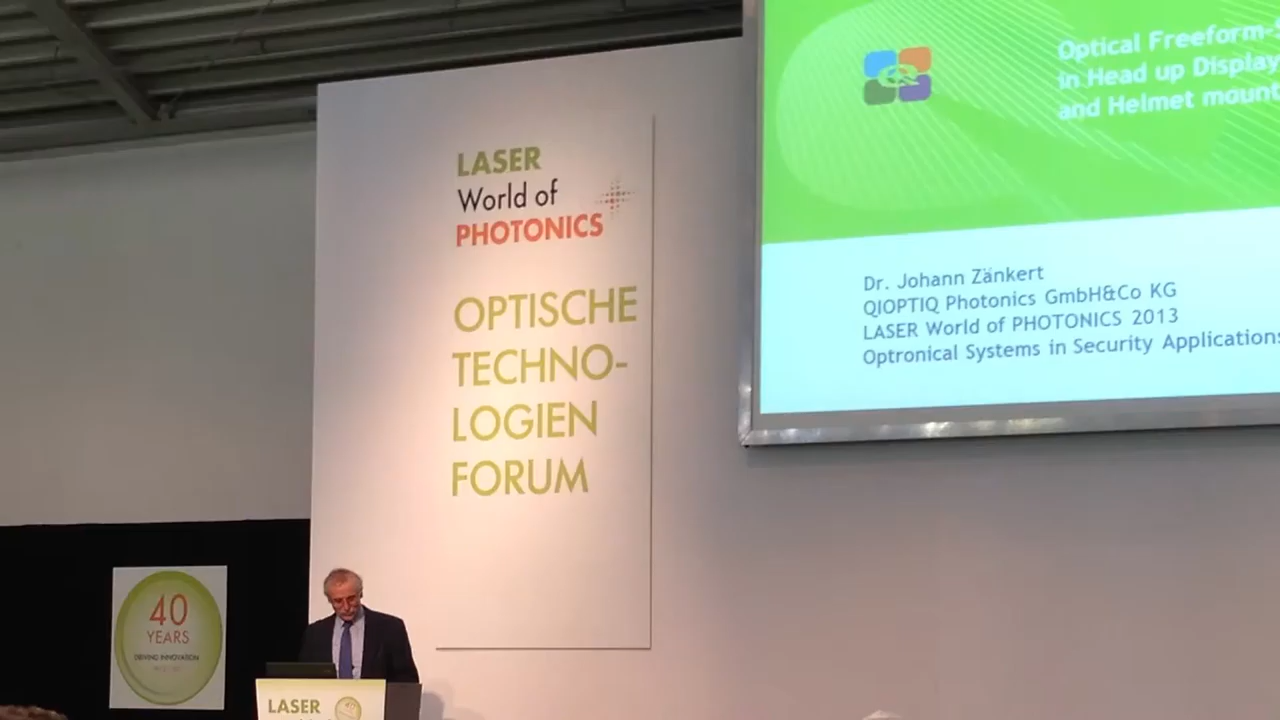 LASER
World of
PHOTONICS
OPTISCHE
TECHNO-
LOGIEN
FORUM
Optical Freeform-
in Head up Display
and Helmet mount
Dr. Johann Zänkert
QIOPTIQ Photonics GmbH&Co KG
LASER World of PHOTONICS 2013
Optronical Systems in Security Applications
40
YEARS
DRIVING INNOVATION
LASER